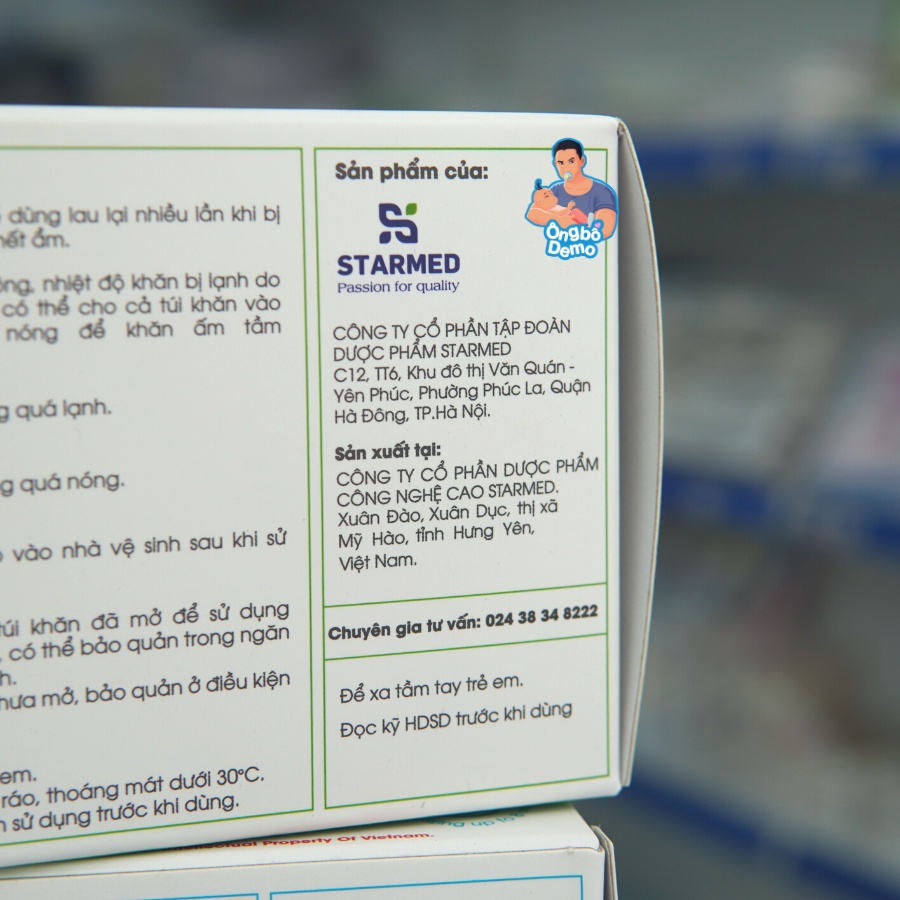 dùng lau lại nhiều lần khi bị
hết ẩm.
nhiệt độ khăn bị lạnh do
có thể cho cả túi khăn vào
nóng để khăn ấm tầm
quá lạnh.
quá nóng.
vào nhà vệ sinh sau khi sử
túi khăn đã mở để sử dụng
có thể bảo quản trong ngăn
chưa mở, bảo quản ở điều kiện
em.
ráo, thoáng mát dưới 30°C.
sử dụng trước khi dùng.
Sản phẩm của:
STARMED
Passion for quality
CÔNG TY CỔ PHẦN TẬP ĐOÀN
DƯỢC PHẨM STARMED
C12, TT6, Khu đô thị Văn Quán -
Yên Phúc, Phường Phúc La, Quận
Hà Đông, TP.Hà Nội.
Sản xuất tại:
CÔNG TY CỔ PHẦN DƯỢC PHẨM
CÔNG NGHỆ CAO STARMED.
Xuân Đào, Xuân Dục, thị xã
Mỹ Hào, tỉnh Hưng Yên,
Việt Nam.
Chuyên gia tư vấn: 024 38 34 8222
Để xa tầm tay trẻ em.
Đọc kỹ HDSD trước khi dùng
Ôngbố
Demo
Property Of Vietnam.